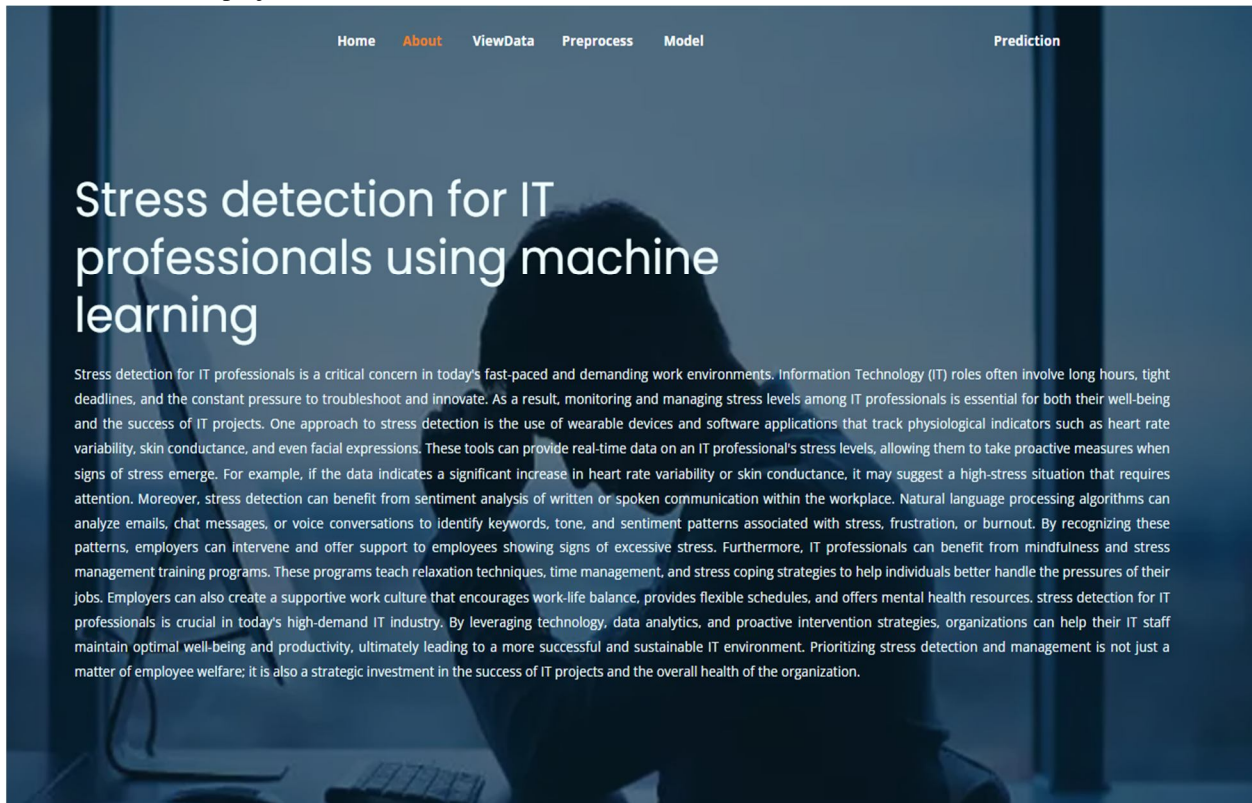 Home About ViewData Preprocess Model Prediction
Stress detection for IT
professionals using machine
learning
Stress detection for IT professionals is a critical concern in today's fast-paced and demanding work environments. Information Technology (IT) roles often involve long hours, tight
deadlines, and the constant pressure to troubleshoot and innovate. As a result, monitoring and managing stress levels among IT professionals is essential for both their well-being
and the success of IT projects. One approach to stress detection is the use of wearable devices and software applications that track physiological indicators such as heart rate
variability, skin conductance, and even facial expressions. These tools can provide real-time data on an IT professional's stress levels, allowing them to take proactive measures when
signs of stress emerge. For example, if the data indicates a significant increase in heart rate variability or skin conductance, it may suggest a high-stress situation that requires
attention. Moreover, stress detection can benefit from sentiment analysis of written or spoken communication within the workplace. Natural language processing algorithms can
analyze emails, chat messages, or voice conversations to identify keywords, tone, and sentiment patterns associated with stress, frustration, or burnout. By recognizing these
patterns, employers can intervene and offer support to employees showing signs of excessive stress. Furthermore, IT professionals can benefit from mindfulness and stress
management training programs. These programs teach relaxation techniques, time management, and stress coping strategies to help individuals better handle the pressures of their
jobs. Employers can also create a supportive work culture that encourages work-life balance, provides flexible schedules, and offers mental health resources. stress detection for IT
professionals is crucial in today's high-demand IT industry. By leveraging technology, data analytics, and proactive intervention strategies, organizations can help their IT staff
maintain optimal well-being and productivity, ultimately leading to a more successful and sustainable IT environment. Prioritizing stress detection and management is not just a
matter of employee welfare; it is also a strategic investment in the success of IT projects and the overall health of the organization.